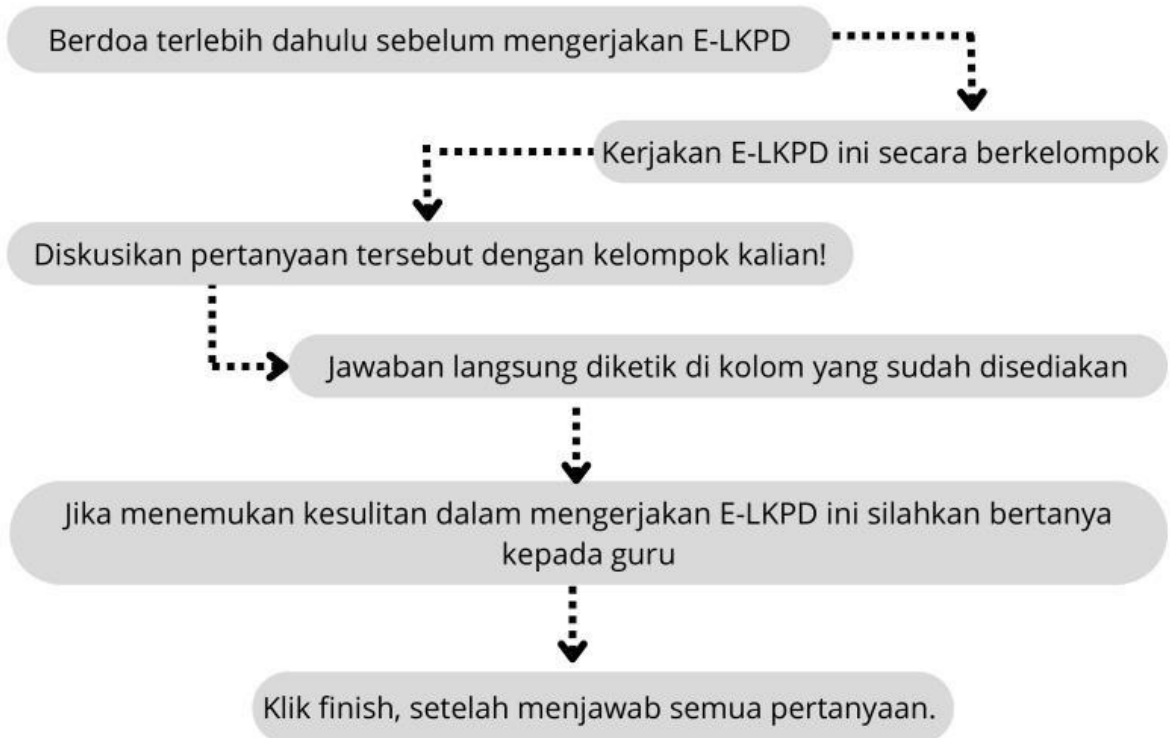 Berdoa terlebih dahulu sebelum mengerjakan E-LKPD
Kerjakan E-LKPD ini secara berkelompok
Diskusikan pertanyaan tersebut dengan kelompok kalian!
Jawaban langsung diketik di kolom yang sudah disediakan
Jika menemukan kesulitan dalam mengerjakan E-LKPD ini silahkan bertanya
kepada guru
Klik finish, setelah menjawab semua pertanyaan.